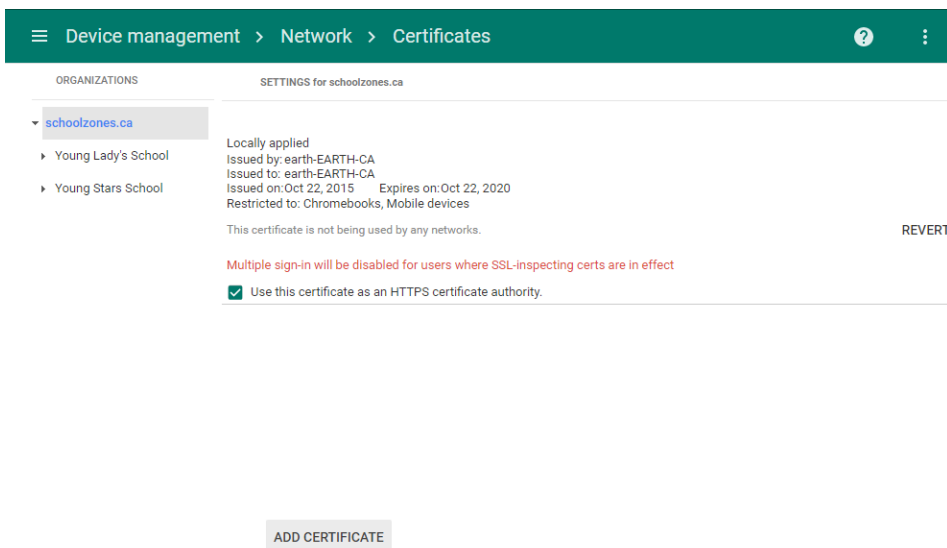 Device management > Network > Certificates
ORGANIZATIONS
SETTINGS for schoolzones.ca
schoolzones.ca
Young Lady's School
Young Stars School
Locally applied
Issued by: earth-EARTH-CA
Issued to: earth-EARTH-CA
Issued on:Oct 22, 2015 Expires on:Oct 22, 2020
Restricted to: Chromebooks, Mobile devices
This certificate is not being used by any networks.
REVERT
Multiple sign-in will be disabled for users where SSL-inspecting certs are in effect
Use this certificate as an HTTPS certificate authority.
ADD CERTIFICATE